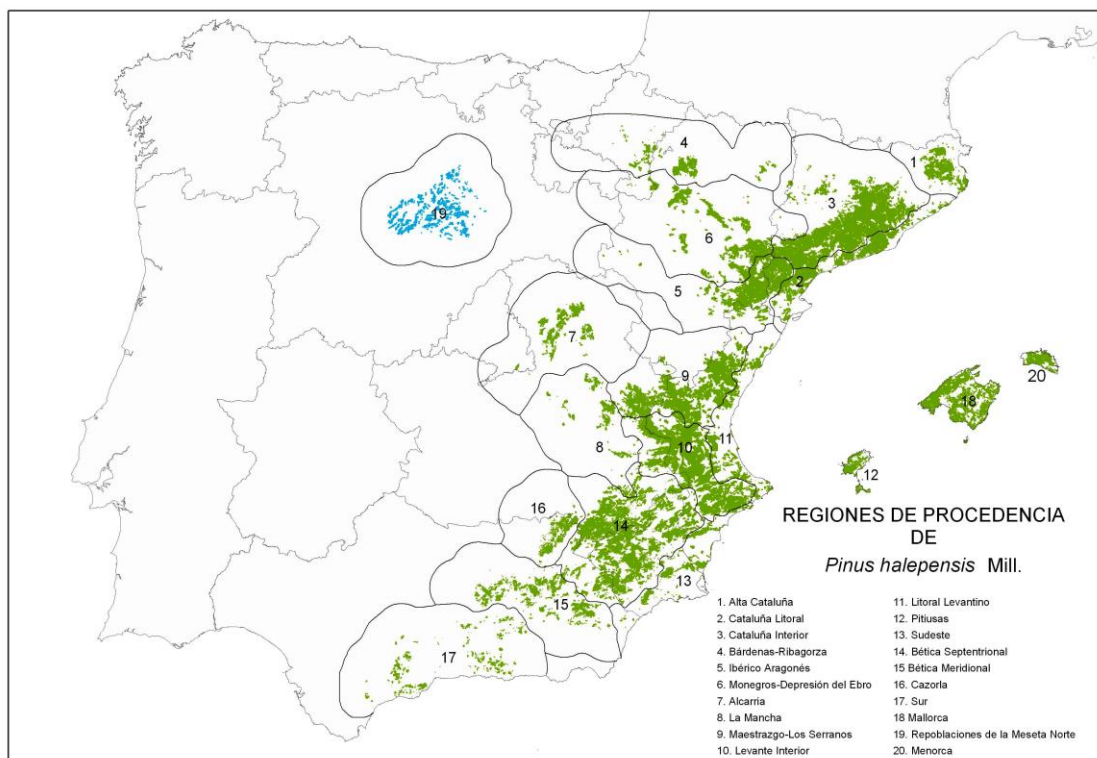 4
1
3
19
6
2
5
7
20
9
18
10
11
8
12
16
14
13
15
17
REGIONES DE PROCEDENCIA
DE
Pinus halepensis Mill.
1. Alta Cataluña
2. Cataluña Litoral
3. Cataluña Interior
4. Bárdenas-Ribagorza
5. Ibérico Aragonés
6. Monegros-Depresión del Ebro
7. Alcarria
8. La Mancha
9. Maestrazgo-Los Serranos
10. Levante Interior
11. Litoral Levantino
12. Pitiusas
13. Sudeste
14. Bética Septentrional
15 Bética Meridional
16. Cazorla
17. Sur
18 Mallorca
19. Repoblaciones de la Meseta Norte
20. Menorca